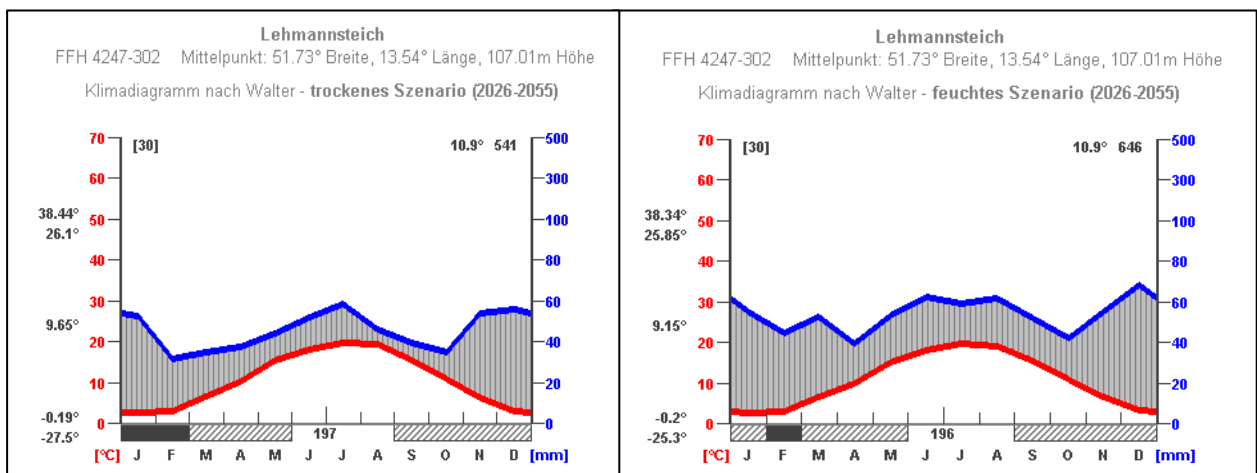 Lehmannsteich
FFH 4247-302 Mittelpunkt: 51.73° Breite, 13.54° Länge, 107.01m Höhe
Klimadiagramm nach Walter - trockenes Szenario (2026-2055)
70 [30] 10.9° 541 500
60 300
38.44° 50 100
26.1°
40 80
30 60
9.65°
20 40
10 20
-0.19° 0 0
-27.5° 197
[°C] J F M A M J J A S O N D [mm]
Lehmannsteich
FFH 4247-302 Mittelpunkt: 51.73° Breite, 13.54° Länge, 107.01m Höhe
Klimadiagramm nach Walter - feuchtes Szenario (2026-2055)
70 [30] 10.9° 646 500
60 300
38.34° 50 100
25.85°
40 80
30 60
9.15°
20 40
10 20
-0.2° 0 0
-25.3° 196
[°C] J F M A M J J A S O N D [mm]